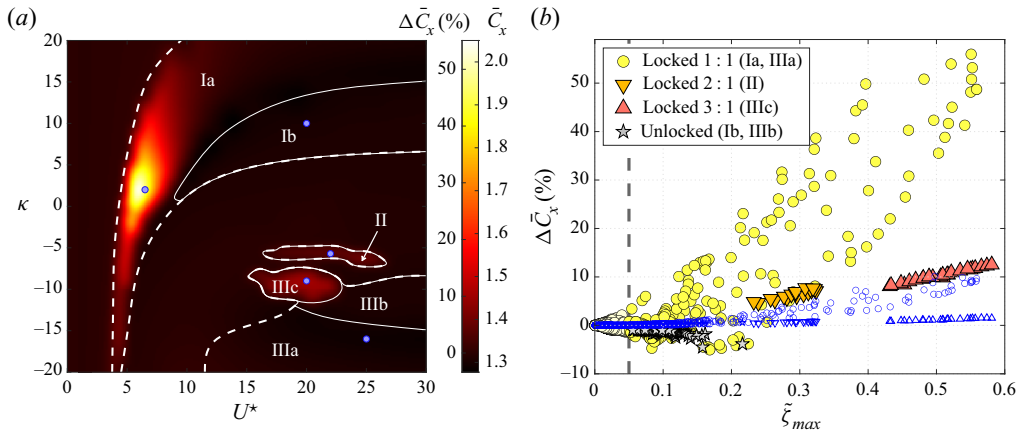 (a)
ΔC̄ₓ (%) C̄ₓ
20
15
10
5
0
−5
−10
−15
−20
κ
Ia
Ib
II
IIIc
IIIb
IIIa
0 5 10 15 20 25 30
U⋆
50
40
30
20
10
0
2.0
1.9
1.8
1.7
1.6
1.5
1.4
1.3
(b)
Locked 1 : 1 (Ia, IIIa)
Locked 2 : 1 (II)
Locked 3 : 1 (IIIc)
Unlocked (Ib, IIIb)
ΔC̄ₓ (%)
50
40
30
20
10
0
−10
0 0.1 0.2 0.3 0.4 0.5 0.6
ζ̃max